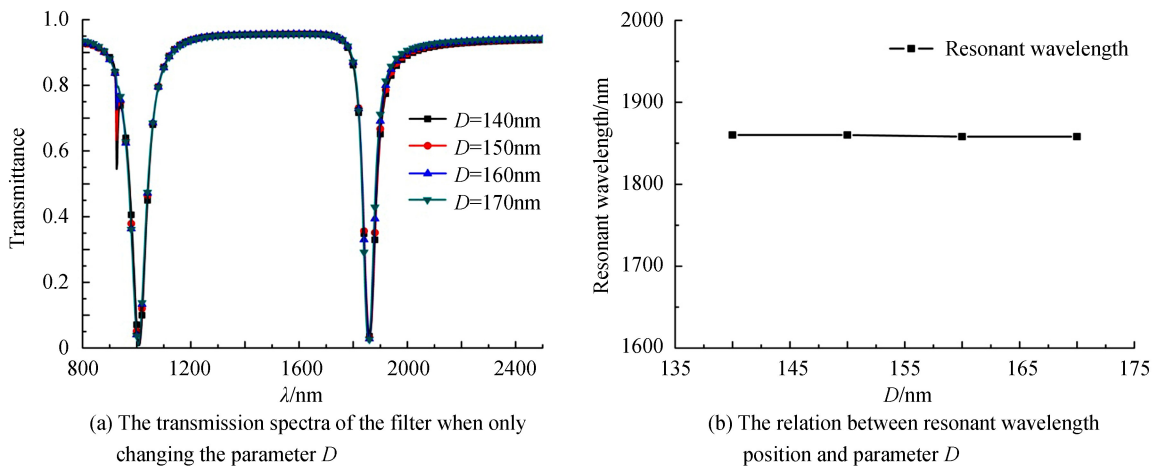 1.0
0.8
0.6
0.4
0.2
0
Transmittance
D=140nm
D=150nm
D=160nm
D=170nm
800
1200
1600
2000
2400
λ/nm
(a) The transmission spectra of the filter when only
changing the parameter D
2000
1900
1800
1700
1600
Resonant wavelength/nm
Resonant wavelength
135
145
155
165
175
D/nm
(b) The relation between resonant wavelength
position and parameter D